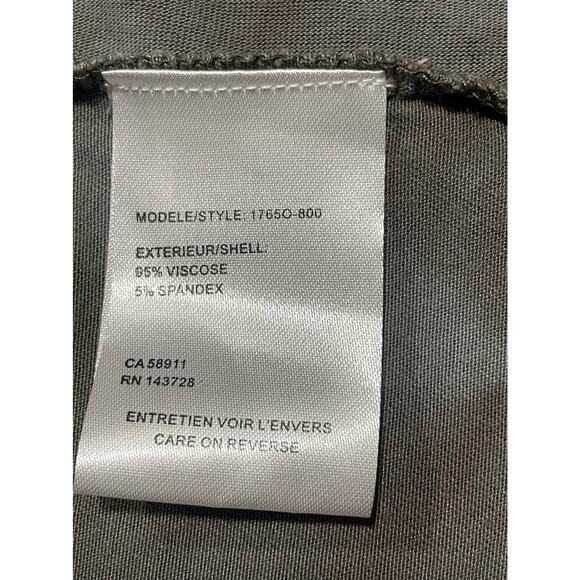 MODELE/STYLE: 1765O-800
EXTERIEUR/SHELL:
95% VISCOSE
5% SPANDEX
CA 58911
RN 143728
ENTRETIEN VOIR L'ENVERS
CARE ON REVERSE